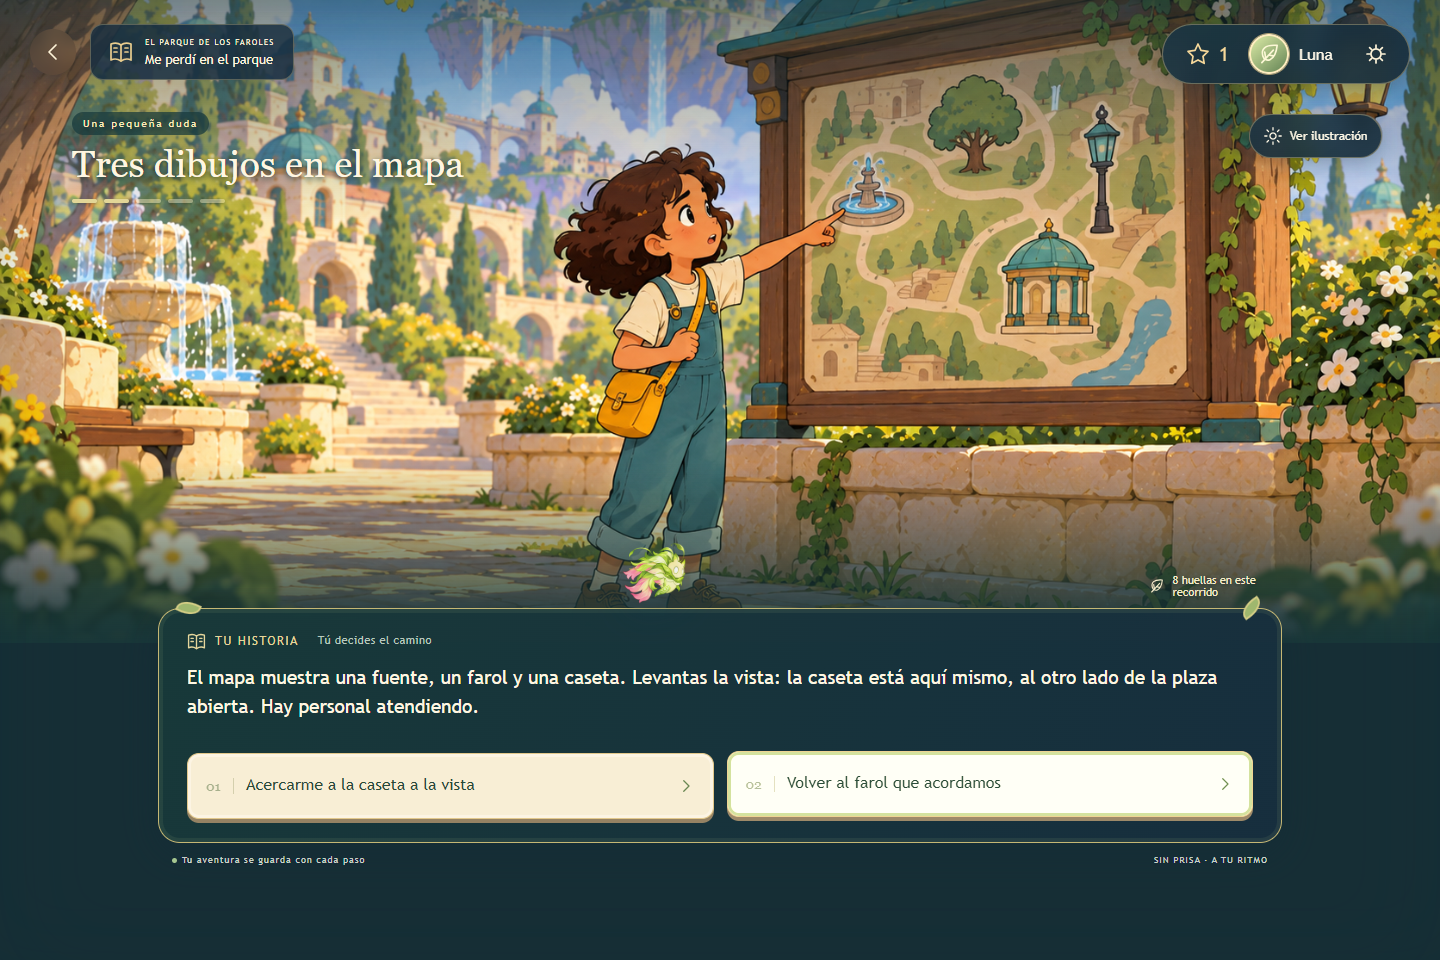 EL PARQUE DE LOS FAROLES
Me perdí en el parque
1
Luna
Una pequeña duda
Ver ilustración
Tres dibujos en el mapa
8 huellas en este
recorrido
TU HISTORIA
Tú decides el camino
El mapa muestra una fuente, un farol y una caseta. Levantas la vista: la caseta está aquí mismo, al otro lado de la plaza
abierta. Hay personal atendiendo.
01
Acercarme a la caseta a la vista
02
Volver al farol que acordamos
Tu aventura se guarda con cada paso
SIN PRISA · A TU RITMO